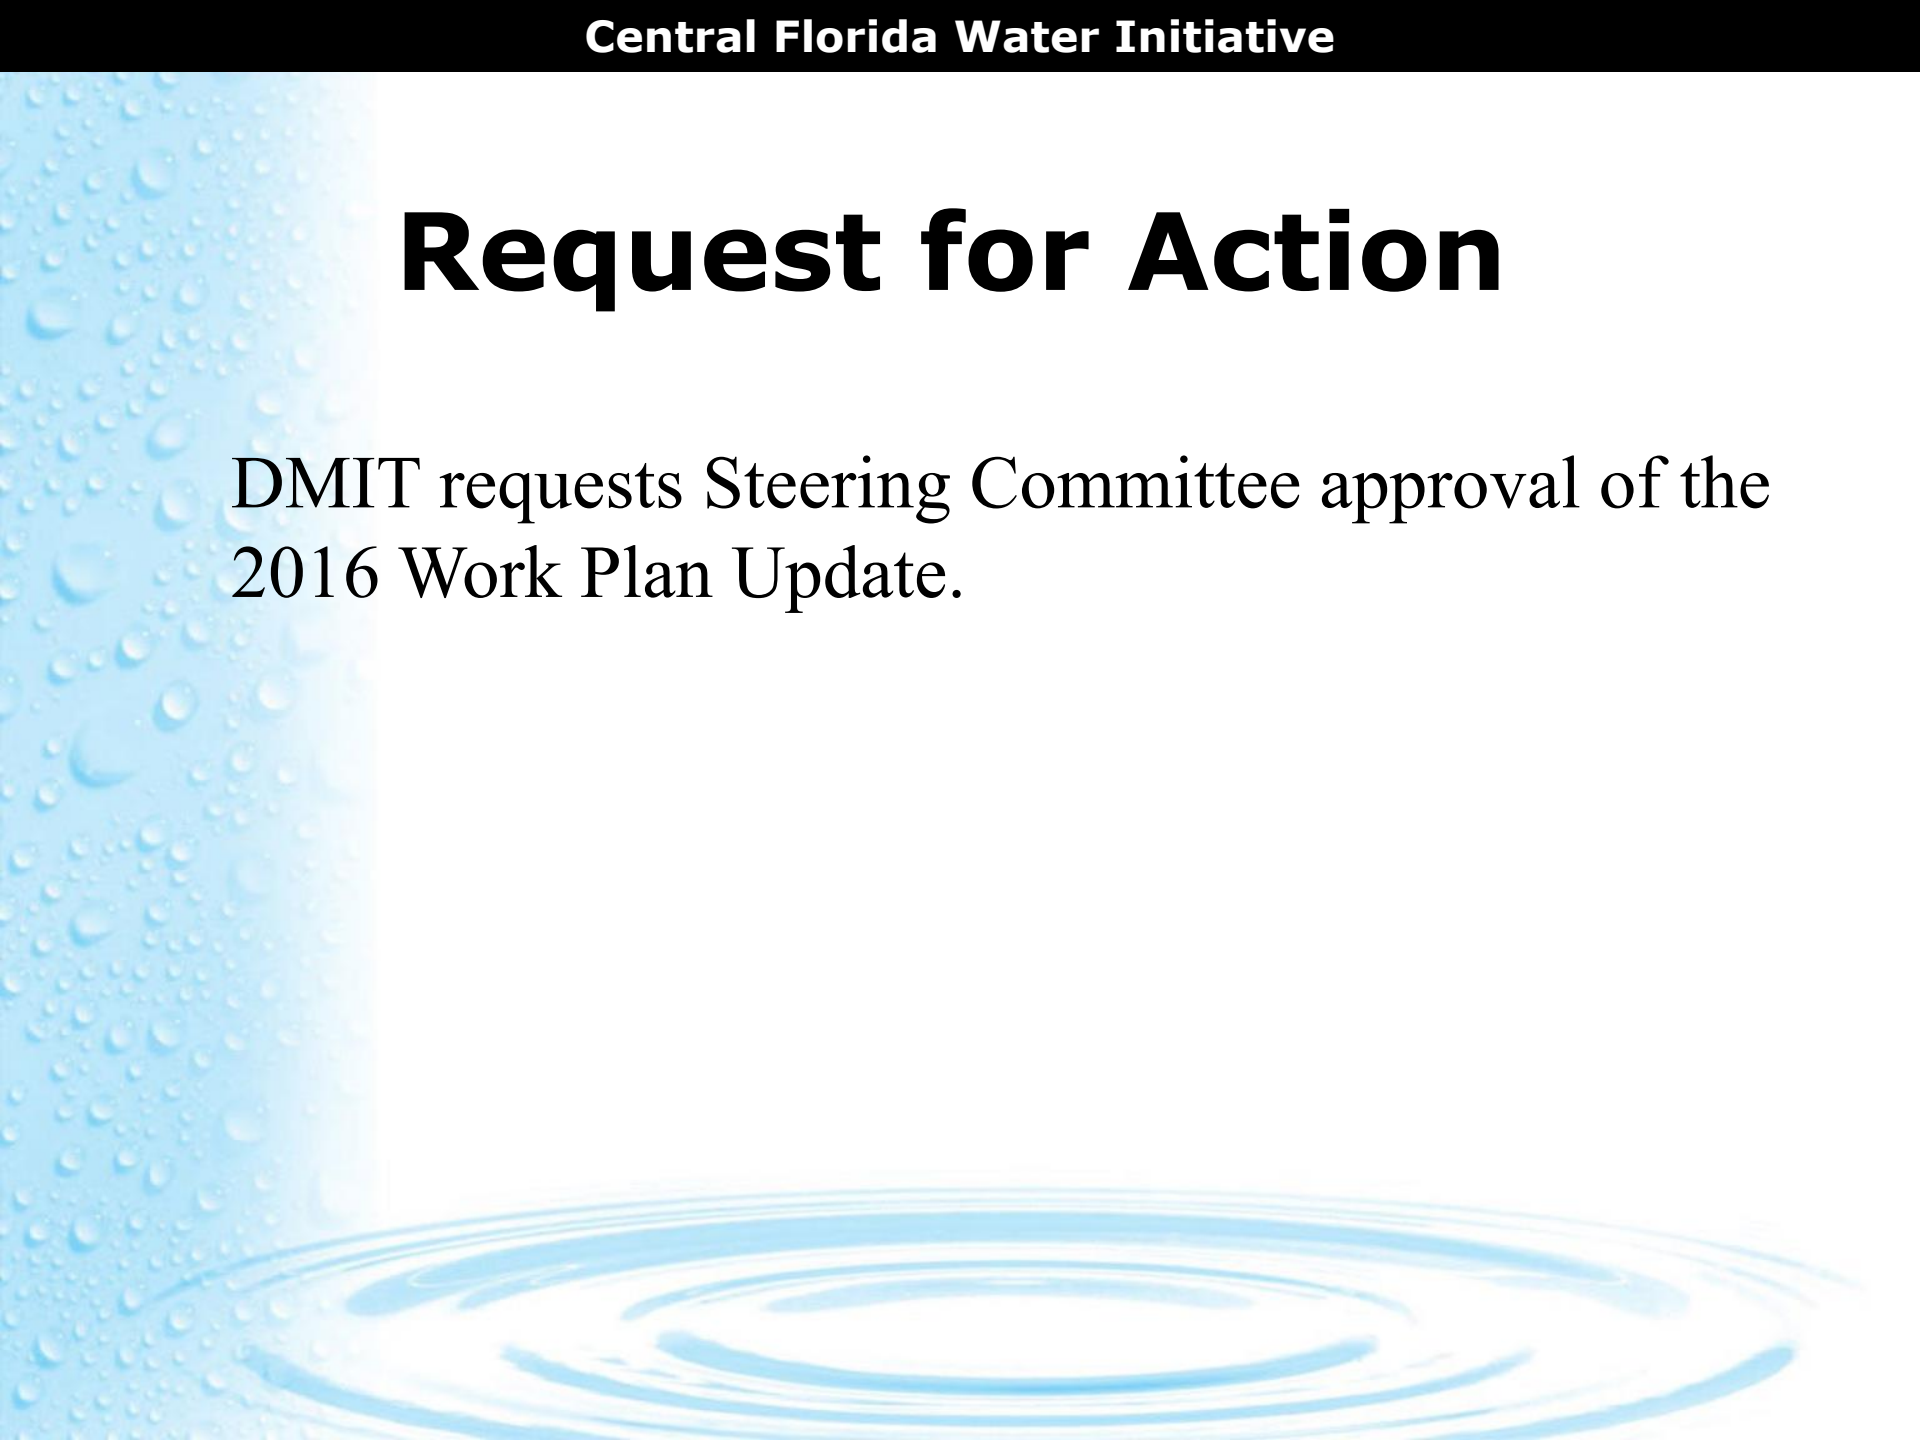 Central Florida Water Initiative
Request for Action
DMIT requests Steering Committee approval of the
2016 Work Plan Update.